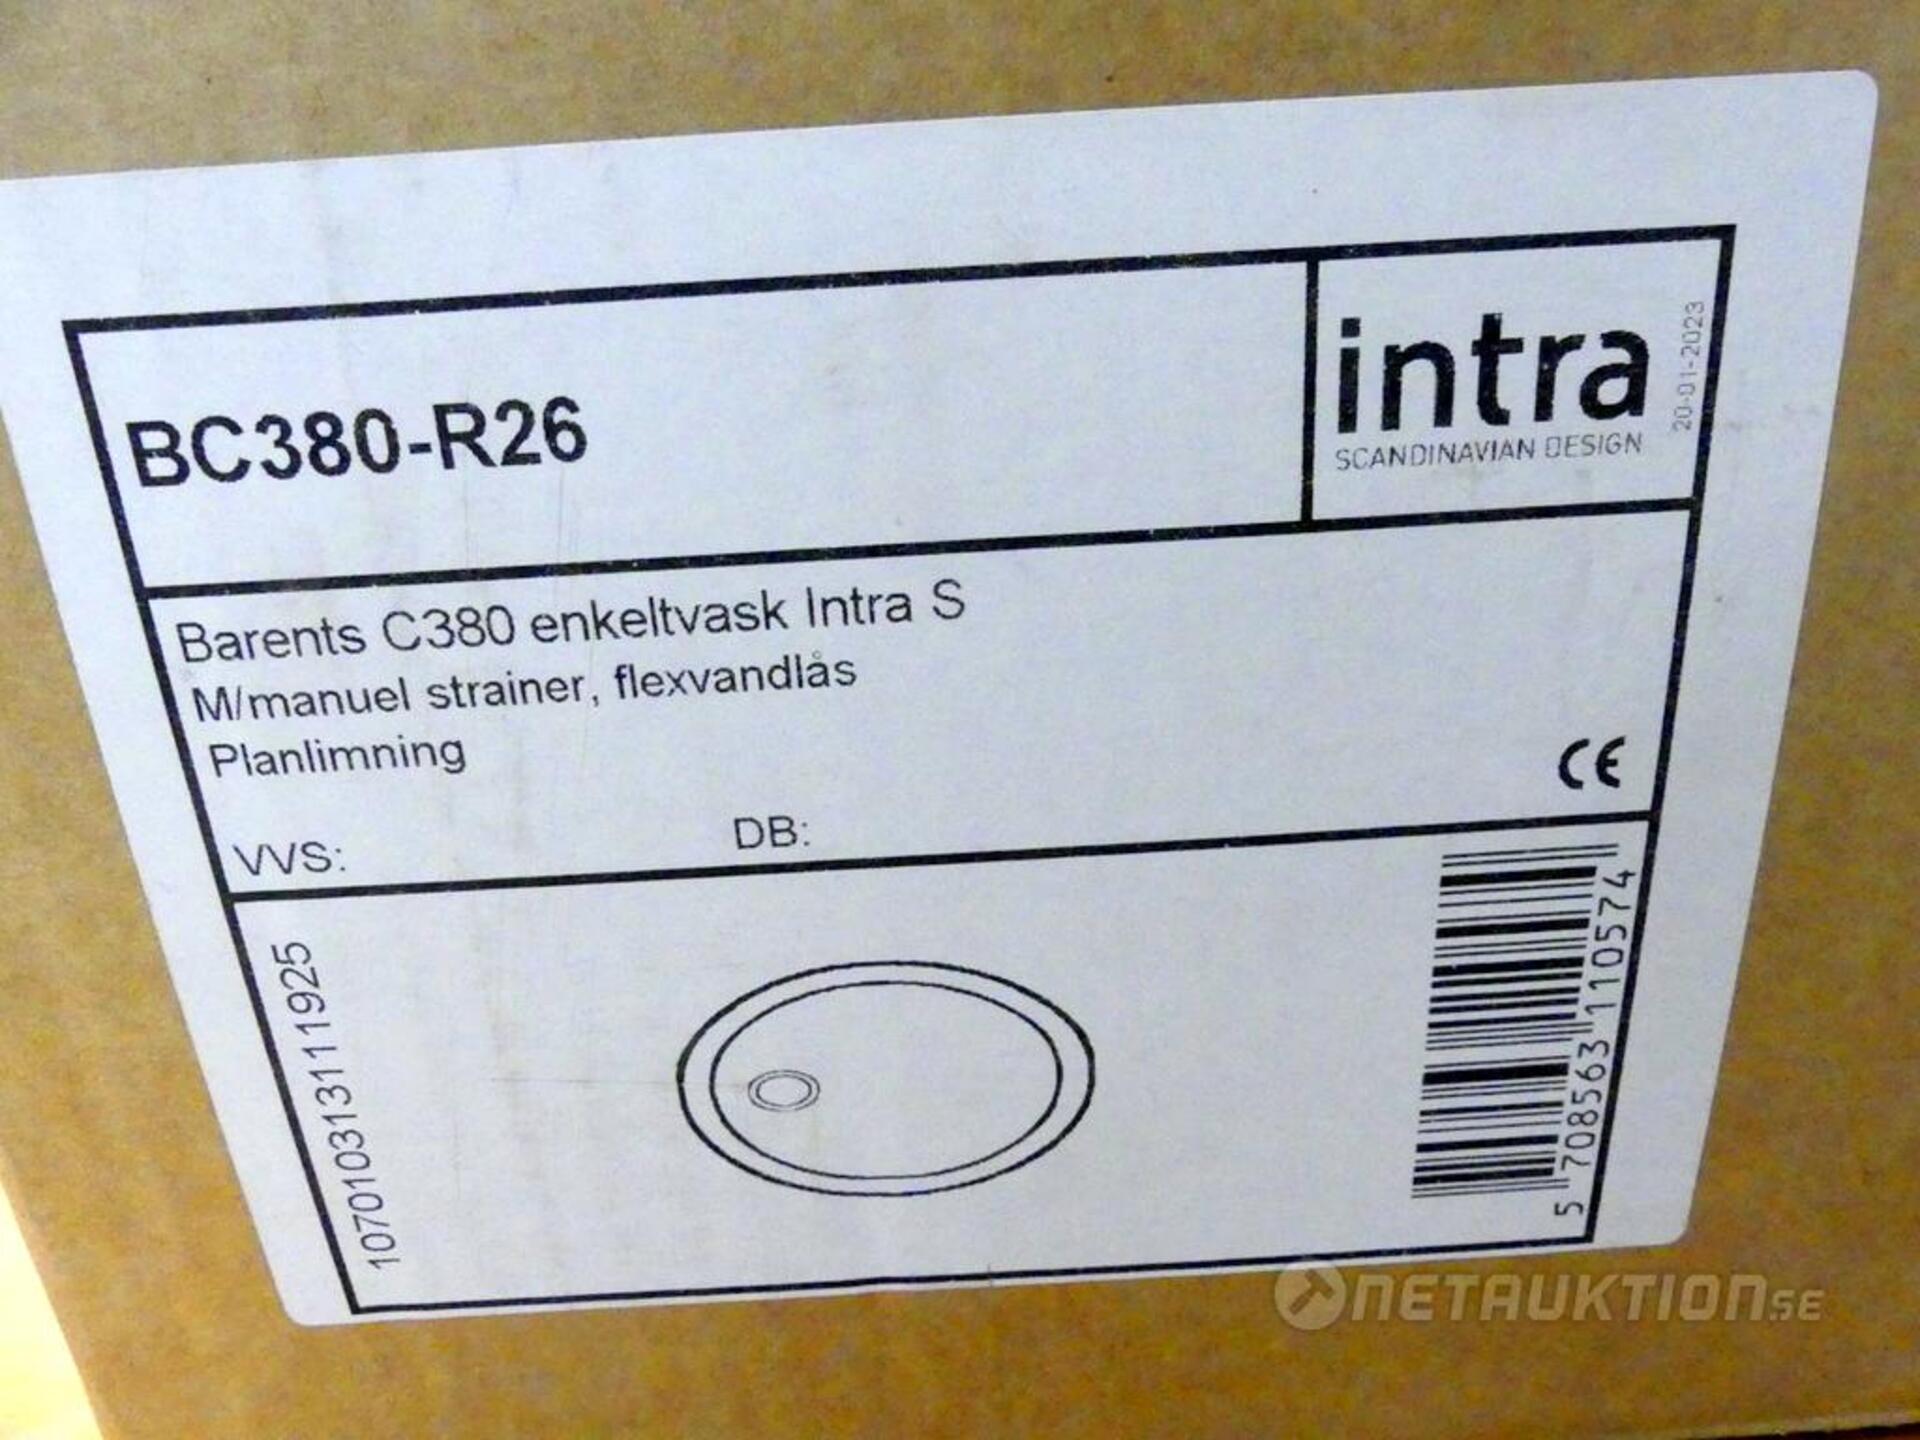 BC380-R26
intra
SCANDINAVIAN DESIGN
20-01-2023
Barents C380 enkeltvask Intra S
M/manuel strainer, flexvandlås
Planlimning
CE
VVS: DB:
10701031311925
5 708563 110574
NETAUKTION.SE